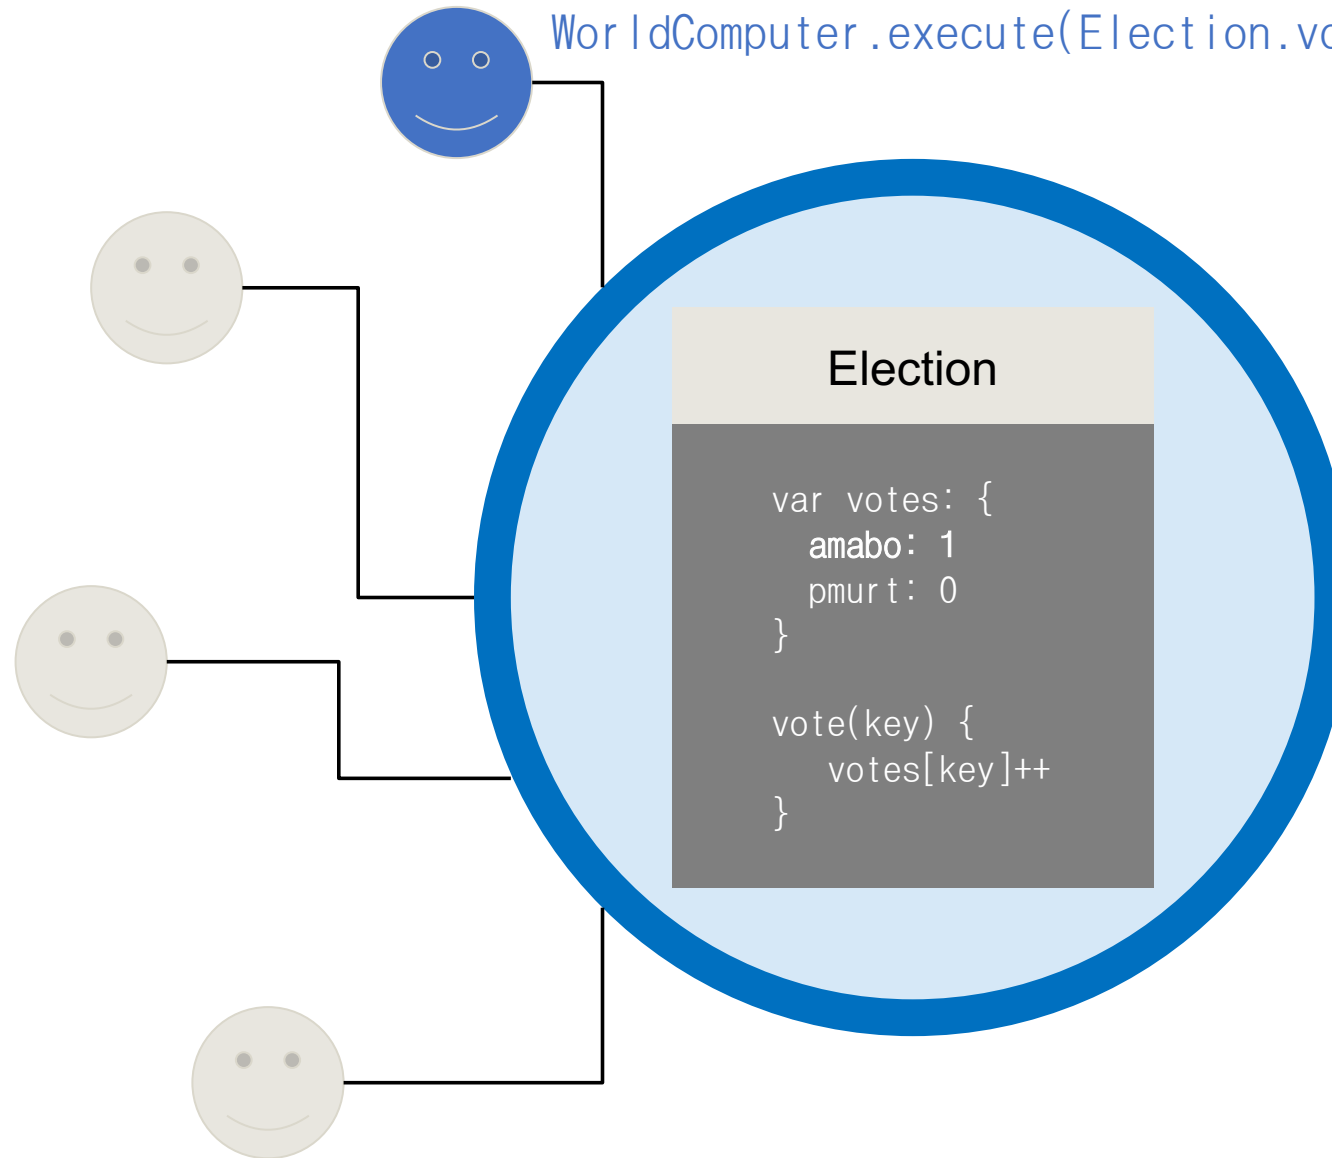 WorldComputer.execute(Election.vo
Election
var votes: {
amabo: 1
pmurt: 0
}
vote(key) {
votes[key]++
}